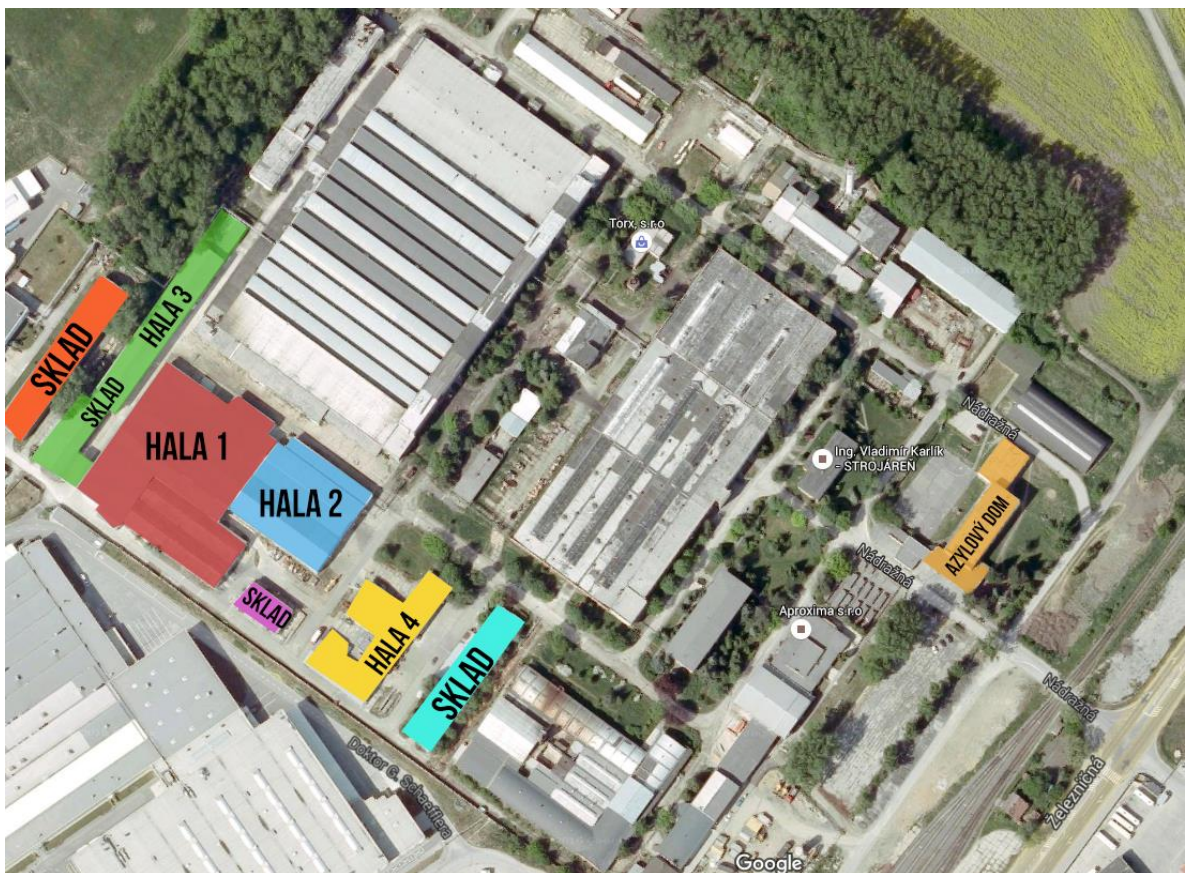 Torx, s.r.o
HALA 3
SKLAD
SKLAD
HALA 1
HALA 2
Nádražná
Ing. Vladimír Karlík
- STROJÁREŇ
AZYLOVÝ DOM
Nádražná
SKLAD
HALA 4
Aproxima s.r.o
SKLAD
Nádražná
Doktor G. Schaefflera
Železničná
Google